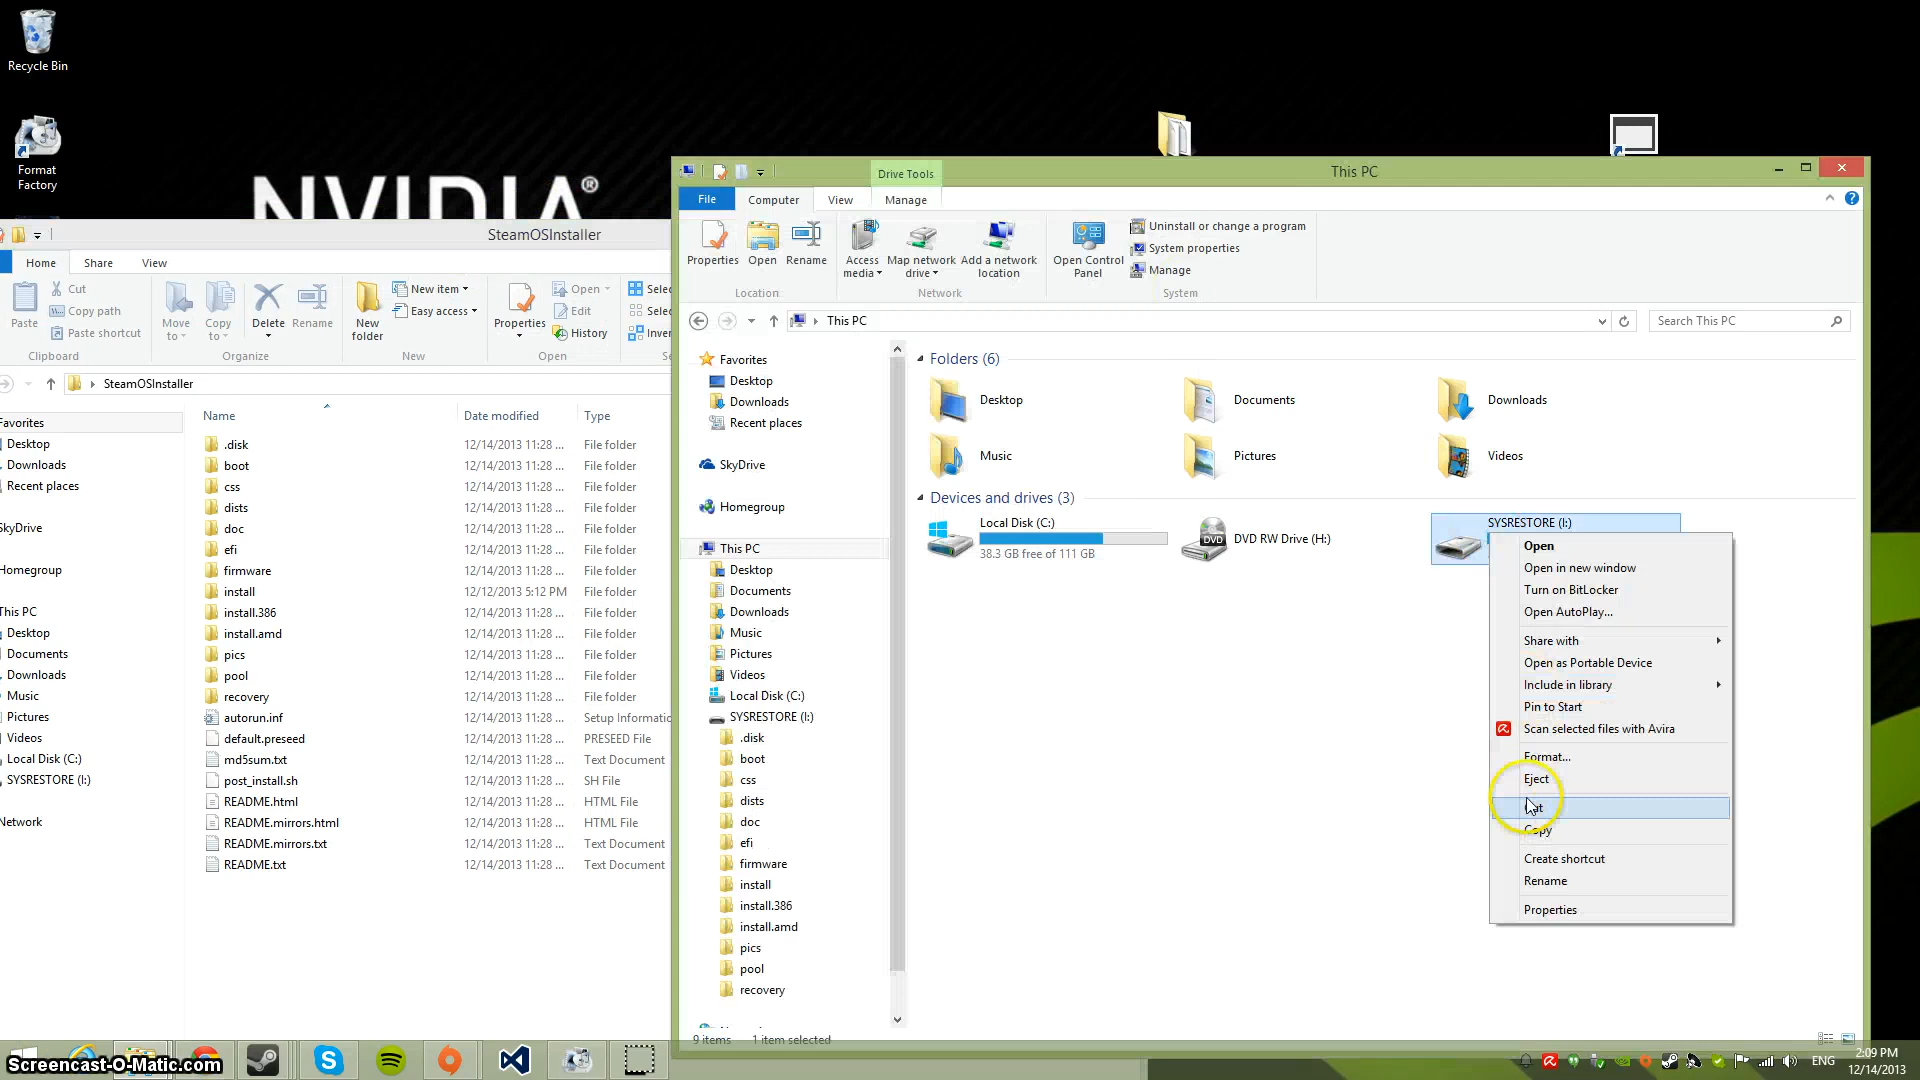 Recycle Bin
Format
Factory
NVIDIA®
SteamOSInstaller
Home
Share
View
Paste
Cut
Copy path
Paste shortcut
Clipboard
Move
to
Copy
to
Delete
Rename
Organize
New
folder
New item
Easy access
New
Properties
Open
Edit
History
Open
SteamOSInstaller
Name
Date modified
Type
Favorites
Desktop
Downloads
Recent places
SkyDrive
Homegroup
This PC
Desktop
Documents
Downloads
Music
Pictures
Videos
Local Disk (C:)
SYSRESTORE (I:)
Network
.disk 12/14/2013 11:28 ... File folder
boot 12/14/2013 11:28 ... File folder
css 12/14/2013 11:28 ... File folder
dists 12/14/2013 11:28 ... File folder
doc 12/14/2013 11:28 ... File folder
efi 12/14/2013 11:28 ... File folder
firmware 12/14/2013 11:28 ... File folder
install 12/12/2013 5:12 PM File folder
install.386 12/14/2013 11:28 ... File folder
install.amd 12/14/2013 11:28 ... File folder
pics 12/14/2013 11:28 ... File folder
pool 12/14/2013 11:28 ... File folder
recovery 12/14/2013 11:28 ... File folder
autorun.inf 12/14/2013 11:28 ... Setup Informatic
default.preseed 12/14/2013 11:28 ... PRESEED File
md5sum.txt 12/14/2013 11:28 ... Text Document
post_install.sh 12/14/2013 11:28 ... SH File
README.html 12/14/2013 11:28 ... HTML File
README.mirrors.html 12/14/2013 11:28 ... HTML File
README.mirrors.txt 12/14/2013 11:28 ... Text Document
README.txt 12/14/2013 11:28 ... Text Document
Drive Tools
This PC
File
Computer
View
Manage
Properties
Open
Rename
Location
Access
media
Map network
drive
Add a network
location
Network
Open Control
Panel
Uninstall or change a program
System properties
Manage
System
This PC
Search This PC
Favorites
Desktop
Downloads
Recent places
SkyDrive
Homegroup
This PC
Desktop
Documents
Downloads
Music
Pictures
Videos
Local Disk (C:)
SYSRESTORE (I:)
.disk
boot
css
dists
doc
efi
firmware
install
install.386
install.amd
pics
pool
recovery
Folders (6)
Desktop
Documents
Downloads
Music
Pictures
Videos
Devices and drives (3)
Local Disk (C:)
38.3 GB free of 111 GB
DVD
DVD RW Drive (H:)
SYSRESTORE (I:)
Open
Open in new window
Turn on BitLocker
Open AutoPlay...
Share with
Open as Portable Device
Include in library
Pin to Start
Scan selected files with Avira
Format...
Eject
Cut
Copy
Create shortcut
Rename
Properties
9 items
1 item selected
Screencast-O-Matic.com
ENG
2:09 PM
12/14/2013